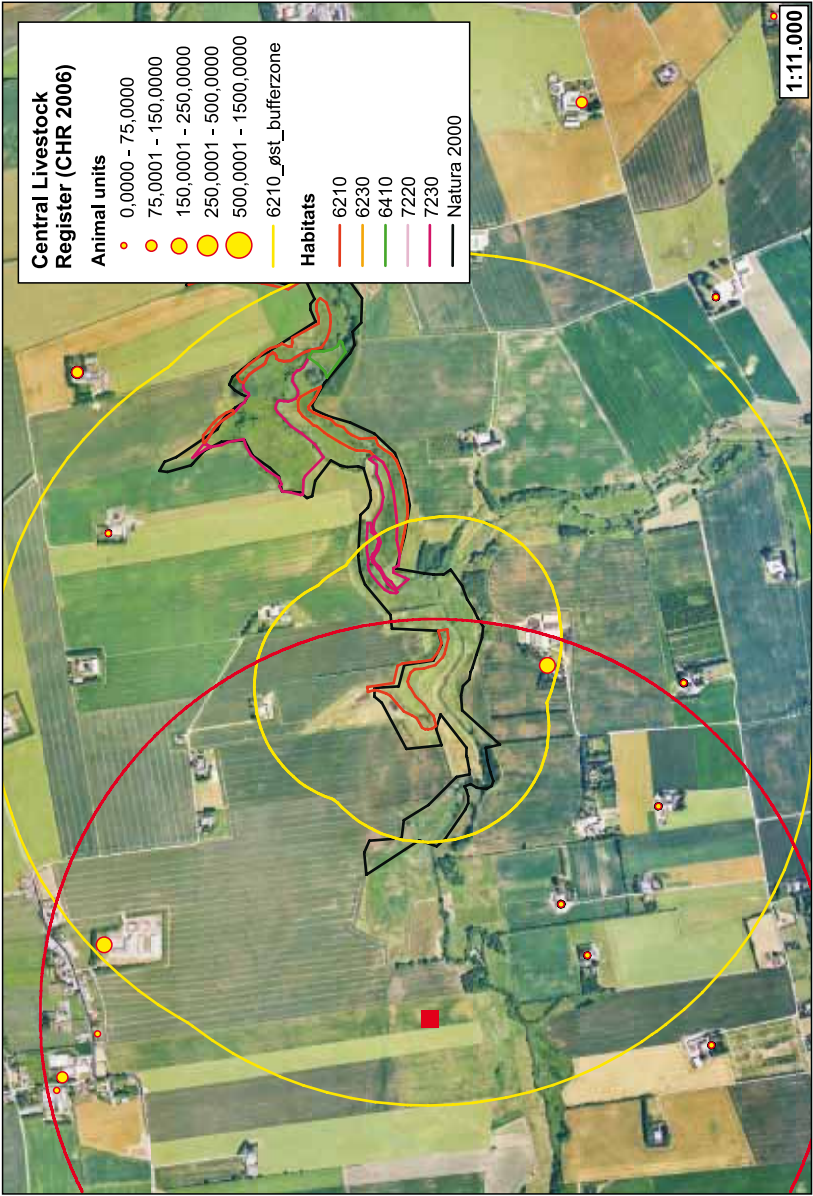 Central Livestock
Register (CHR 2006)
Animal units
0,0000 - 75,0000
75,0001 - 150,0000
150,0001 - 250,0000
250,0001 - 500,0000
500,0001 - 1500,0000
6210_øst_bufferzone
Habitats
6210
6230
6410
7220
7230
Natura 2000
1:11.000